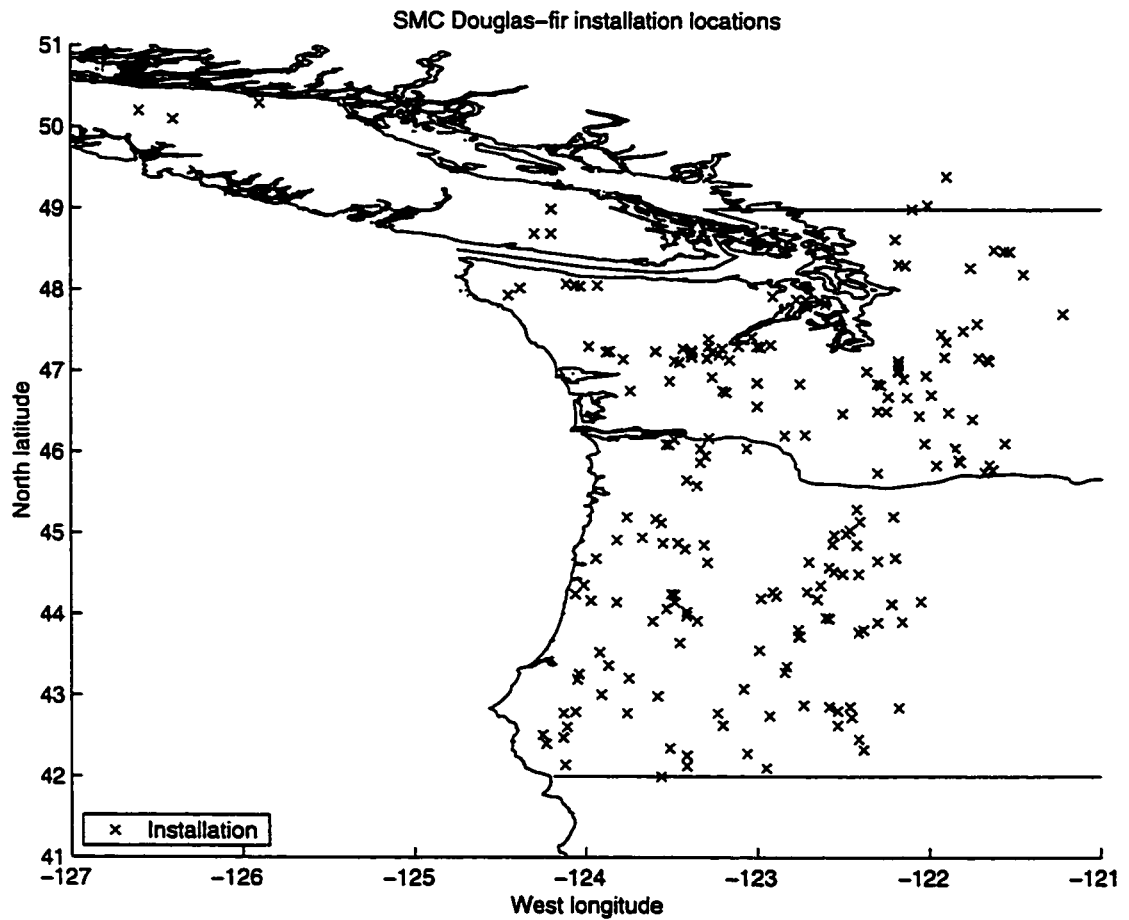 SMC Douglas-fir installation locations
51
50
49
48
47
46
45
44
43
42
41
North latitude
× Installation
-127 -126 -125 -124 -123 -122 -121
West longitude